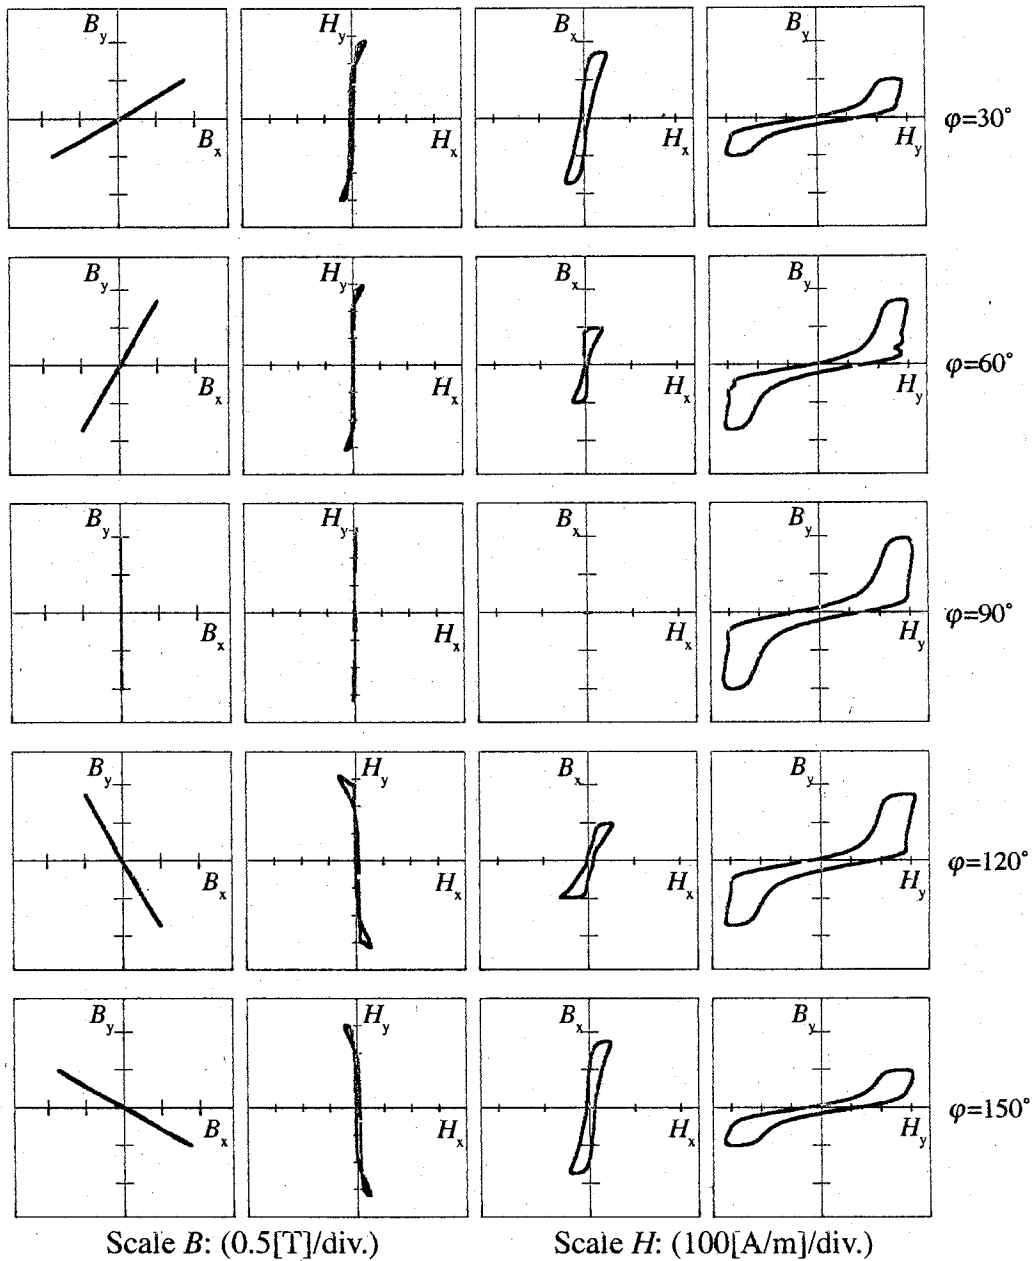 B_y H_y B_x B_y
B_x H_x H_x H_y φ=30°
B_y H_y B_x B_y
B_x H_x H_x H_y φ=60°
B_y H_y B_x B_y
B_x H_x H_x H_y φ=90°
B_y H_y B_x B_y
B_x H_x H_x H_y φ=120°
B_y H_y B_x B_y
B_x H_x H_x H_y φ=150°
Scale B: (0.5[T]/div.) Scale H: (100[A/m]/div.)